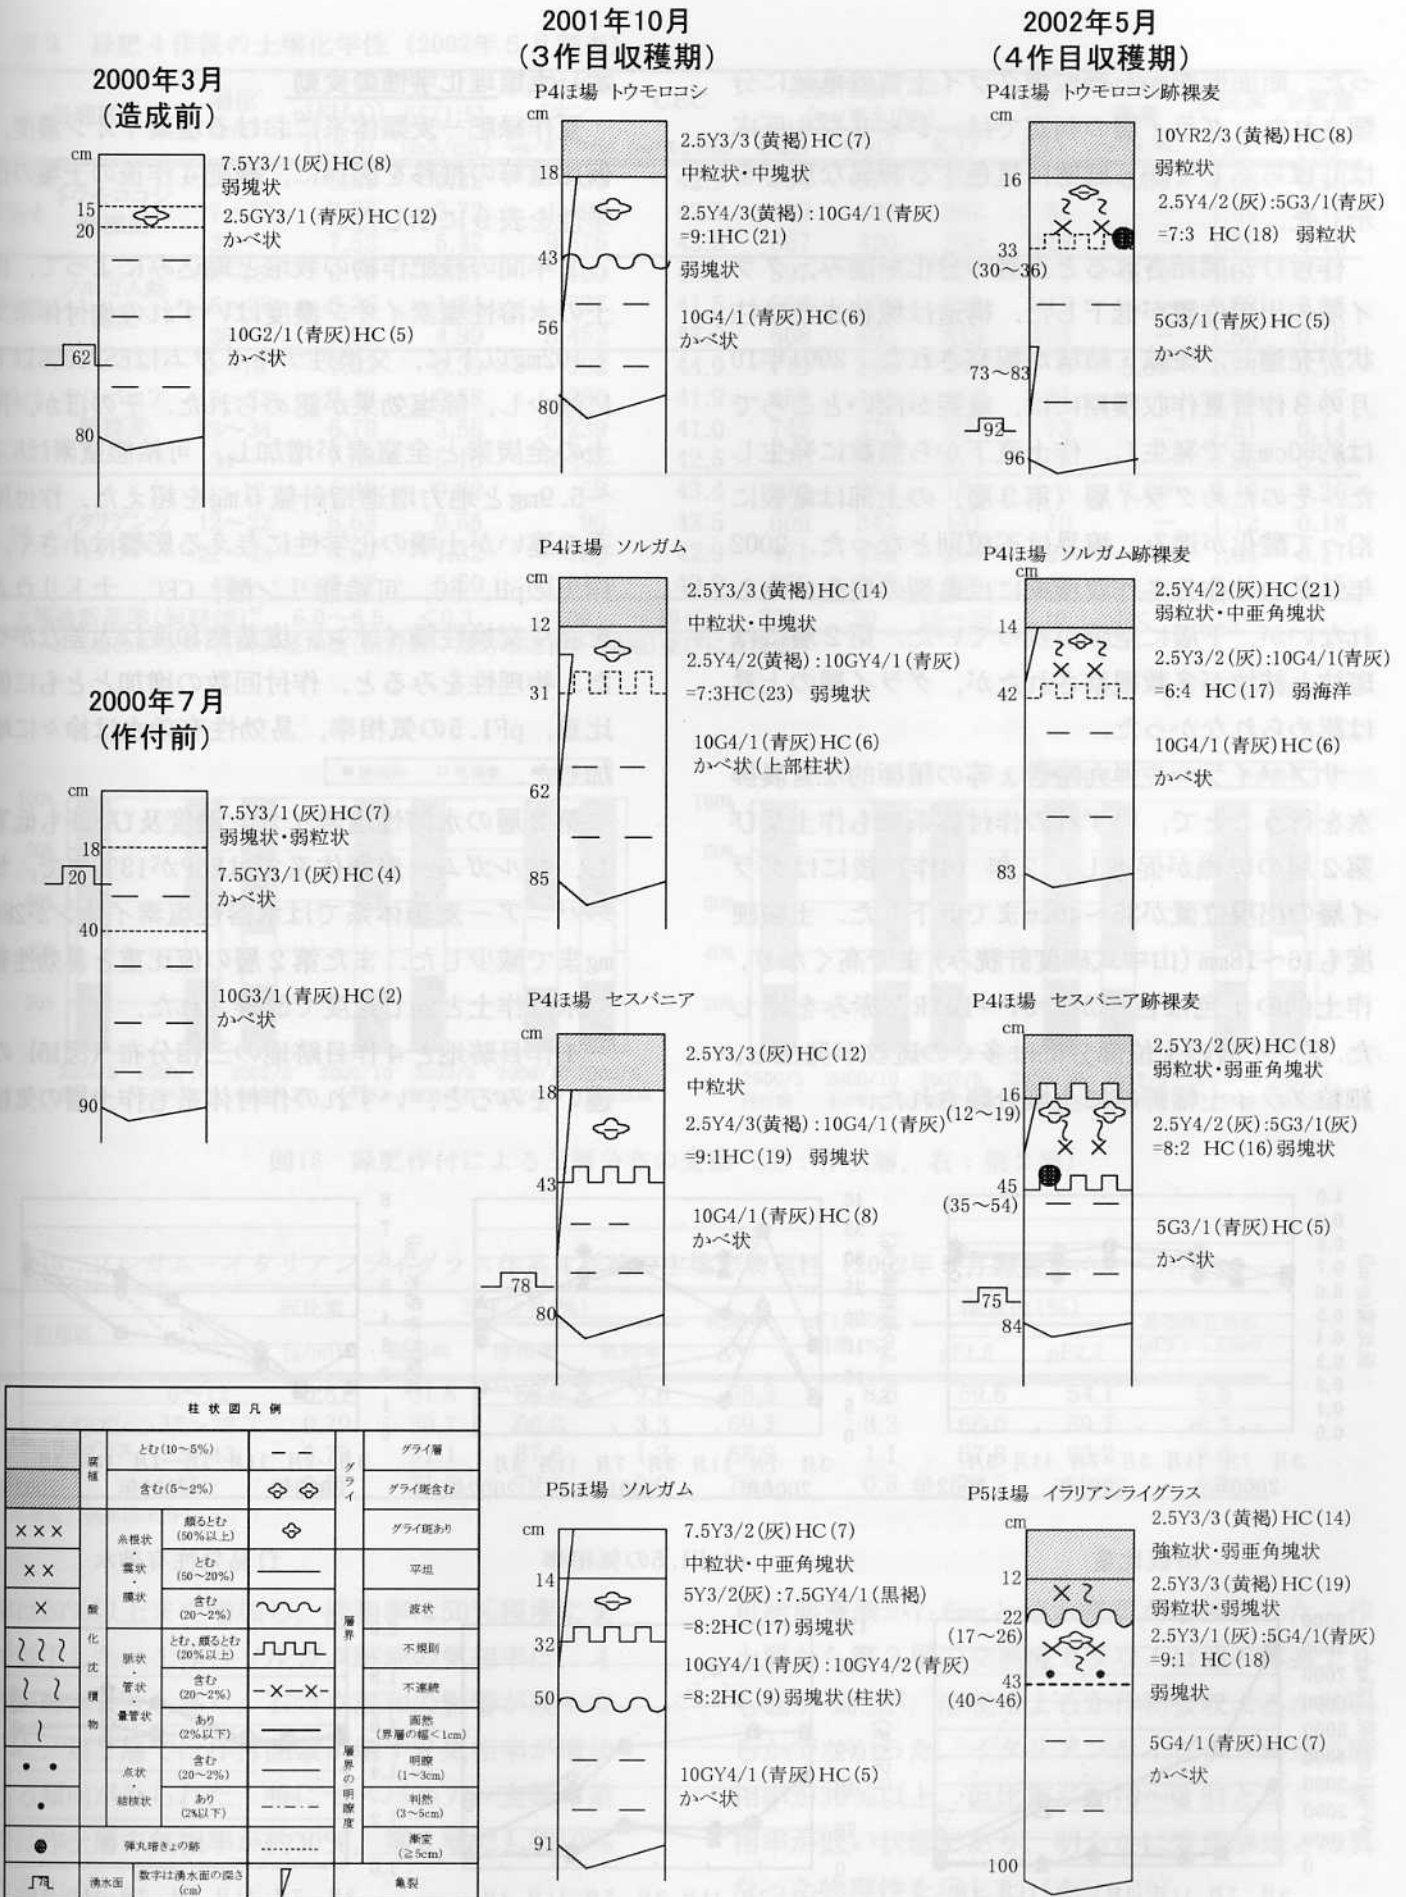 2000年3月
(造成前)
cm
15
20
62
80
7.5Y3/1(灰)HC(8)
弱塊状
2.5GY3/1(青灰)HC(12)
かべ状
10G2/1(青灰)HC(5)
かべ状
2000年7月
(作付前)
cm
18
20
40
90
7.5Y3/1(灰)HC(7)
弱塊状・弱粒状
7.5GY3/1(灰)HC(4)
かべ状
10G3/1(青灰)HC(2)
かべ状
2001年10月
(3作目収穫期)
P4ほ場 トウモロコシ
cm
18
43
56
80
2.5Y3/3(黄褐)HC(7)
中粒状・中塊状
2.5Y4/3(黄褐):10G4/1(青灰)
=9:1HC(21)
弱塊状
10G4/1(青灰)HC(6)
かべ状
P4ほ場 ソルガム
cm
12
31
62
85
2.5Y3/3(黄褐)HC(14)
中粒状・中塊状
2.5Y4/2(黄褐):10GY4/1(青灰)
=7:3HC(23) 弱塊状
10G4/1(青灰)HC(6)
かべ状(上部柱状)
P4ほ場 セスバニア
cm
18
43
78
80
2.5Y3/3(灰)HC(12)
中粒状
2.5Y4/3(黄褐):10G4/1(青灰)
=9:1HC(19) 弱塊状
10G4/1(青灰)HC(8)
かべ状
P5ほ場 ソルガム
cm
14
32
50
91
7.5Y3/2(灰)HC(7)
中粒状・中亜角塊状
5Y3/2(灰):7.5GY4/1(黒褐)
=8:2HC(17)弱塊状
10GY4/1(青灰):10GY4/2(青灰)
=8:2HC(9)弱塊状(柱状)
10GY4/1(青灰)HC(5)
かべ状
2002年5月
(4作目収穫期)
P4ほ場 トウモロコシ跡裸麦
cm
16
33
(30~36)
73~83
92
96
10YR2/3(黄褐)HC(8)
弱粒状
2.5Y4/2(灰):5G3/1(青灰)
=7:3 HC(18) 弱粒状
5G3/1(青灰)HC(5)
かべ状
P4ほ場 ソルガム跡裸麦
cm
14
42
83
2.5Y4/2(灰)HC(21)
弱粒状・中亜角塊状
2.5Y3/2(灰):10G4/1(青灰)
=6:4 HC(17) 弱海洋
10G4/1(青灰)HC(6)
かべ状
P4ほ場 セスバニア跡裸麦
cm
16
(12~19)
45
(35~54)
75
84
2.5Y3/2(灰)HC(18)
弱粒状・弱亜角塊状
2.5Y4/2(灰):5G3/1(灰)
=8:2 HC(16)弱塊状
5G3/1(青灰)HC(5)
かべ状
P5ほ場 イラリアンライグラス
cm
12
22
(17~26)
43
(40~46)
100
2.5Y3/3(黄褐)HC(14)
強粒状・弱亜角塊状
2.5Y3/3(黄褐)HC(19)
弱粒状・弱塊状
2.5Y3/1(灰):5G4/1(青灰)
=9:1 HC(18)
弱塊状
5G4/1(青灰)HC(7)
かべ状
柱状図凡例
腐植
とむ(10~5%)
含む(5~2%)
酸化沈積物
糸根状・雲状・膜状
頗るとむ
(50%以上)
とむ
(50~20%)
含む
(20~2%)
脈状・管状・量管状
とむ、頗るとむ
(20%以上)
含む
(20~2%)
あり
(2%以下)
点状・結核状
含む
(20~2%)
あり
(2%以下)
弾丸暗きょの跡
78
湧水面
数字は湧水面の深さ
(cm)
グライ
グライ層
グライ斑含む
グライ斑あり
層界
平坦
波状
不規則
不連続
層界の明瞭度
画然
(界層の幅<1cm)
明瞭
(1~3cm)
判然
(3~5cm)
漸変
(≧5cm)
亀裂